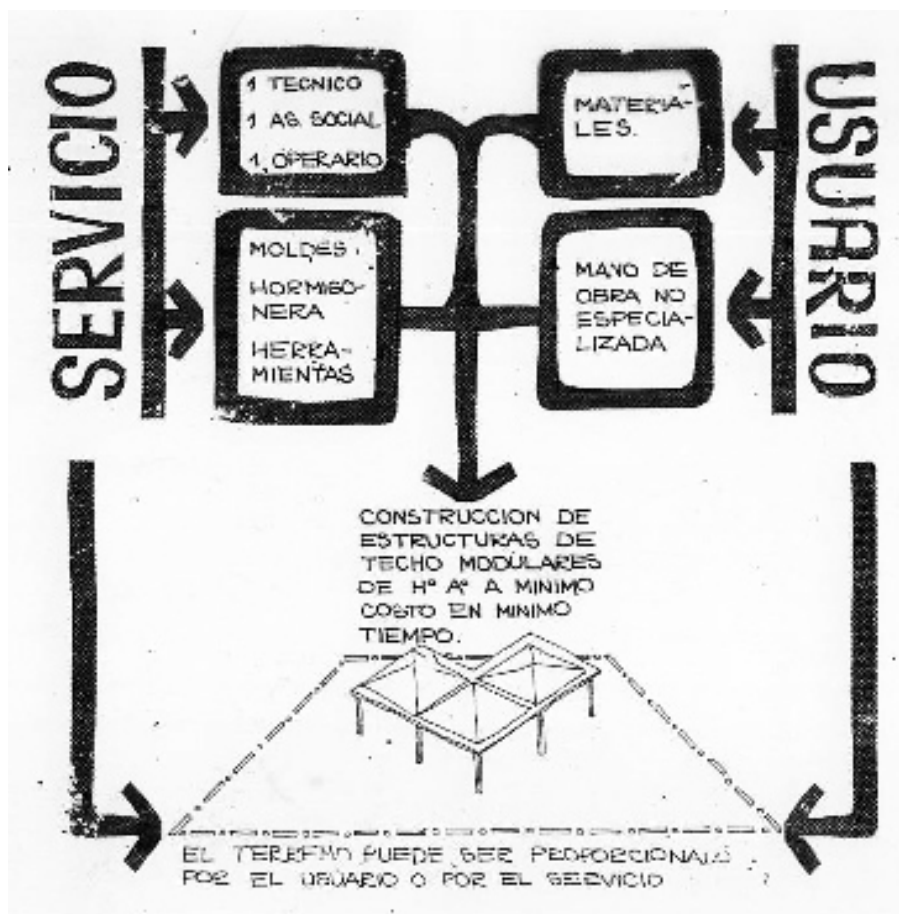 SERVICIO
1 TECNICO
1 AS. SOCIAL
1 OPERARIO
MOLDES
HORMIGO-
NERA
HERRA-
MIENTAS
MATERIA-
LES.
MANO DE
OBRA NO
ESPECIA-
LIZADA
USUARIO
CONSTRUCCION DE
ESTRUCTURAS DE
TECHO MODULARES
DE Hº Aº A MINIMO
COSTO EN MINIMO
TIEMPO.
EL TERRENO PUEDE SER PROPORCIONADO
POR EL USUARIO O POR EL SERVICIO